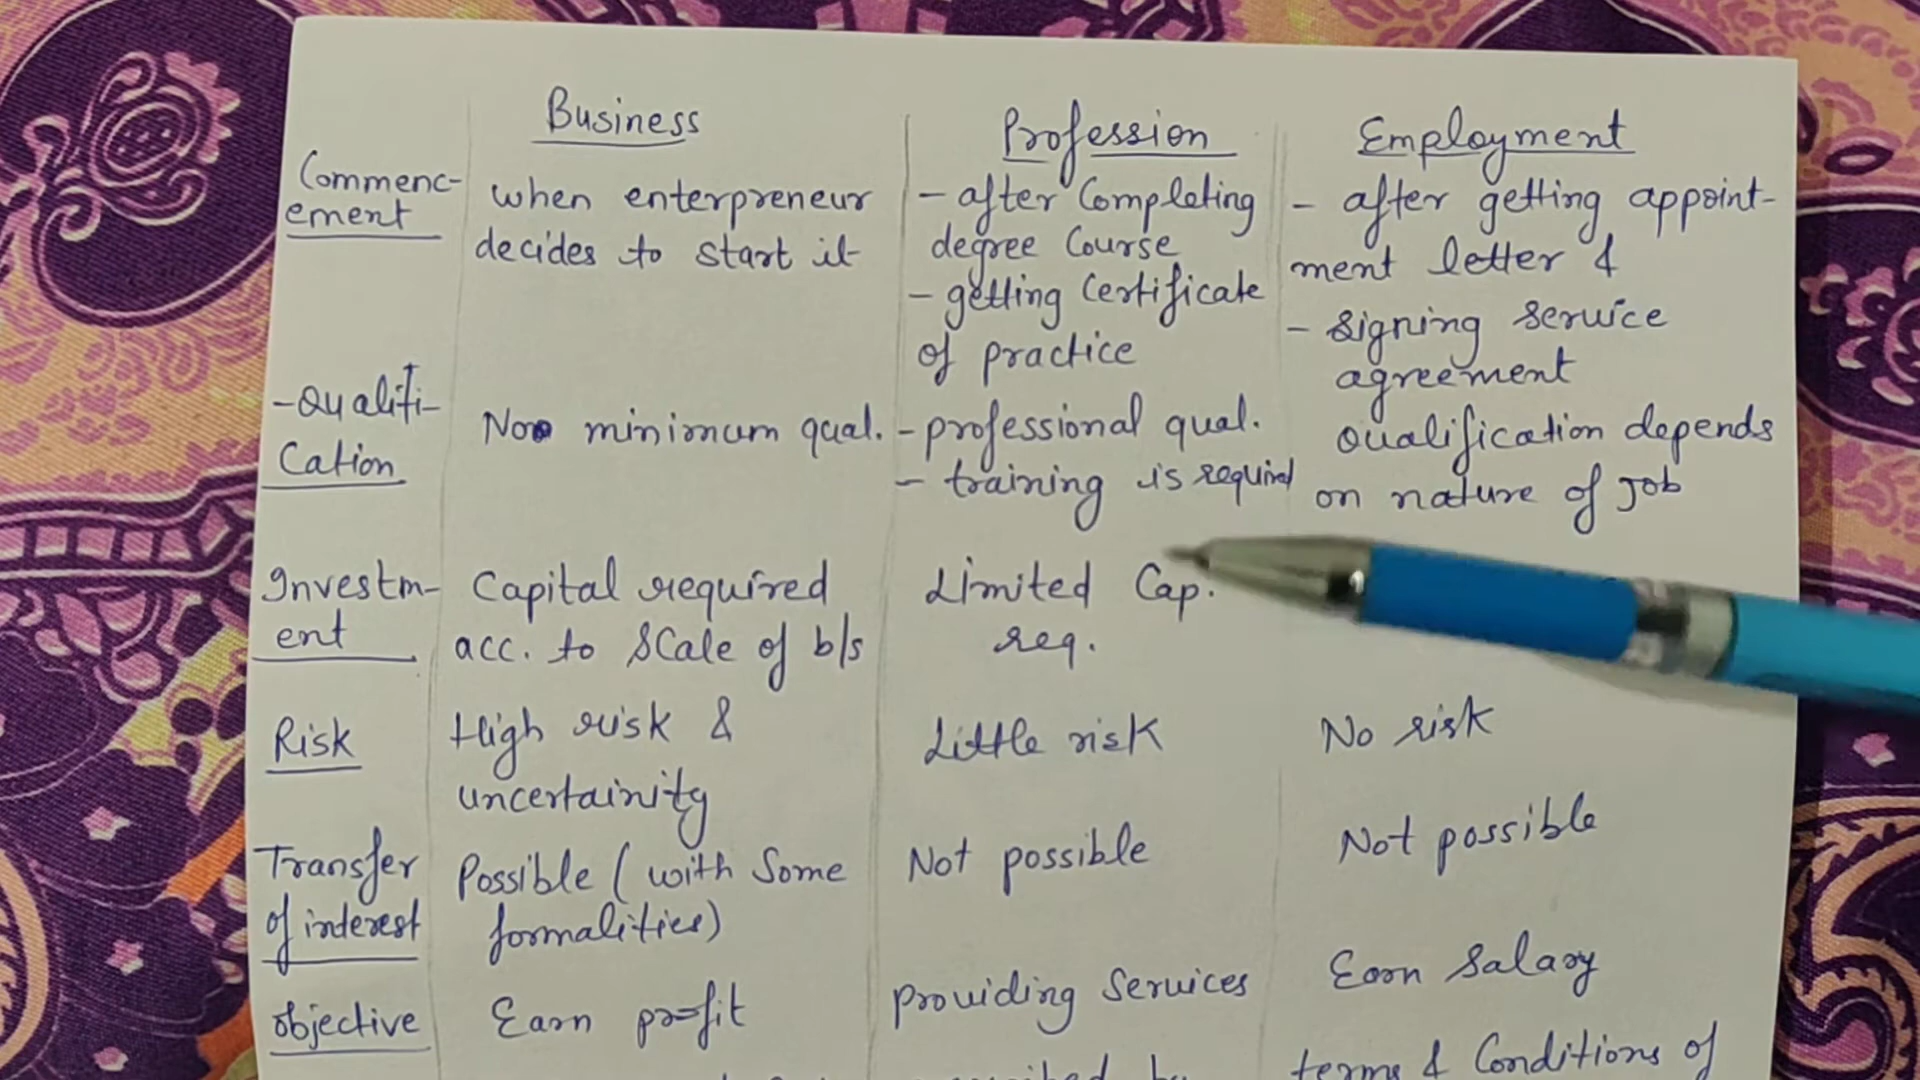 Business
Profession
Employment
Commenc-
ement
when enterpreneur
decides to start it
- after Completing
degree Course
- getting Certificate
of practice
- after getting appoint-
ment letter &
- signing service
agreement
- Qualifi-
Cation
No minimum qual.
- professional qual.
- training is required
Qualification depends
on nature of Job
Investm-
ent
Capital required
acc. to Scale of b/s
Limited Cap.
req.
Risk
High risk &
uncertainity
Little risk
No risk
Transfer
of interest
Possible (with Some
formalities)
Not possible
Not possible
objective
Earn profit
providing Services
Earn Salary
terms & Conditions of